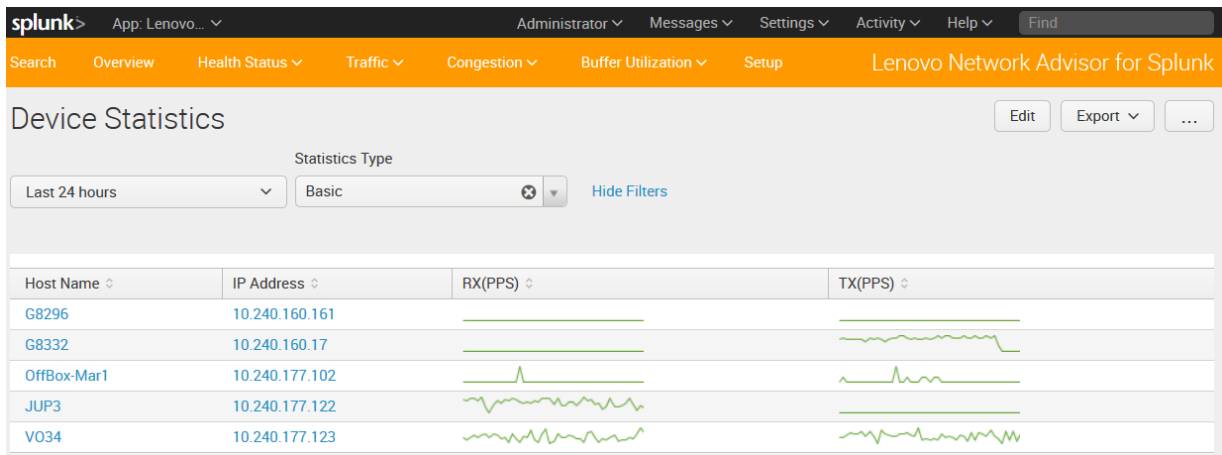 splunk> App: Lenovo... Administrator Messages Settings Activity Help Find
Search Overview Health Status Traffic Congestion Buffer Utilization Setup Lenovo Network Advisor for Splunk
Device Statistics Edit Export ...
Statistics Type
Last 24 hours Basic Hide Filters
Host Name IP Address RX(PPS) TX(PPS)
G8296 10.240.160.161
G8332 10.240.160.17
OffBox-Mar1 10.240.177.102
JUP3 10.240.177.122
VO34 10.240.177.123